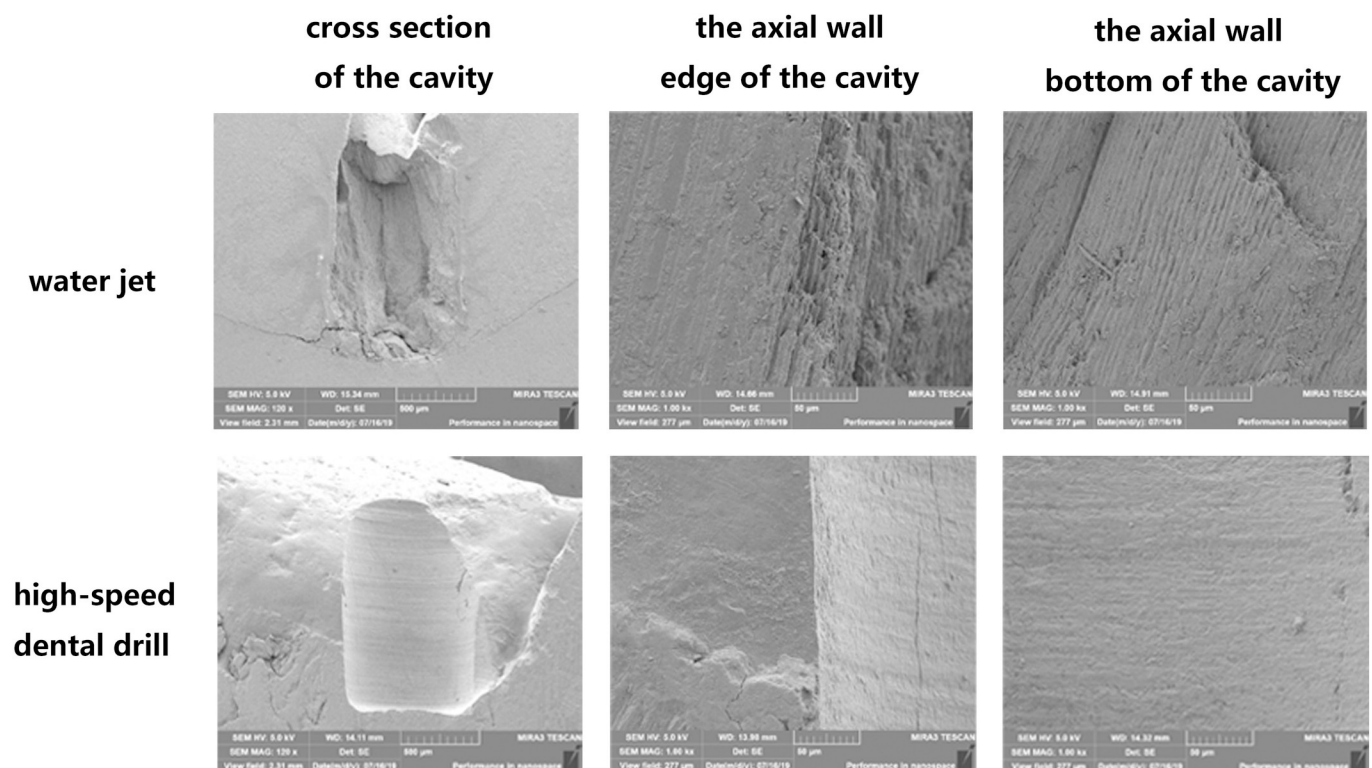 cross section
of the cavity
the axial wall
edge of the cavity
the axial wall
bottom of the cavity
water jet
SEM HV: 5.0 kV WD: 15.34 mm MIRA3 TESCAN
SEM MAG: 120 x Det: SE 500 µm
View field: 2.31 mm Date(m/d/y): 07/16/19 Performance in nanospace
SEM HV: 5.0 kV WD: 14.66 mm MIRA3 TESCAN
SEM MAG: 1.00 kx Det: SE 50 µm
View field: 277 µm Date(m/d/y): 07/16/19 Performance in nanospace
SEM HV: 5.0 kV WD: 14.91 mm MIRA3 TESCAN
SEM MAG: 1.00 kx Det: SE 50 µm
View field: 277 µm Date(m/d/y): 07/16/19 Performance in nanospace
high-speed
dental drill
SEM HV: 5.0 kV WD: 14.11 mm MIRA3 TESCAN
SEM MAG: 120 x Det: SE 500 µm
View field: 2.31 mm Date(m/d/y): 07/16/19 Performance in nanospace
SEM HV: 5.0 kV WD: 13.98 mm MIRA3 TESCAN
SEM MAG: 1.00 kx Det: SE 50 µm
View field: 277 µm Date(m/d/y): 07/16/19 Performance in nanospace
SEM HV: 5.0 kV WD: 14.32 mm MIRA3 TESCAN
SEM MAG: 1.00 kx Det: SE 50 µm
View field: 277 µm Date(m/d/y): 07/16/19 Performance in nanospace